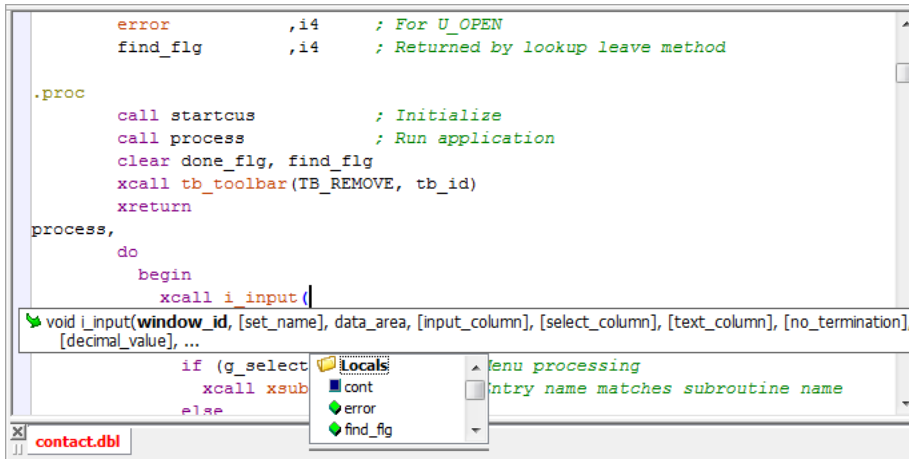 error ,i4 ; For U_OPEN
find_flg ,i4 ; Returned by lookup leave method
.proc
call startcus ; Initialize
call process ; Run application
clear done_flg, find_flg
xcall tb_toolbar(TB_REMOVE, tb_id)
xreturn
process,
do
begin
xcall i_input(
void i_input(window_id, [set_name], data_area, [input_column], [select_column], [text_column], [no_termination],
[decimal_value], ...
if (g_select Menu processing
Locals
cont
xcall xsub Entry name matches subroutine name
error
else
find_flg
contact.dbl